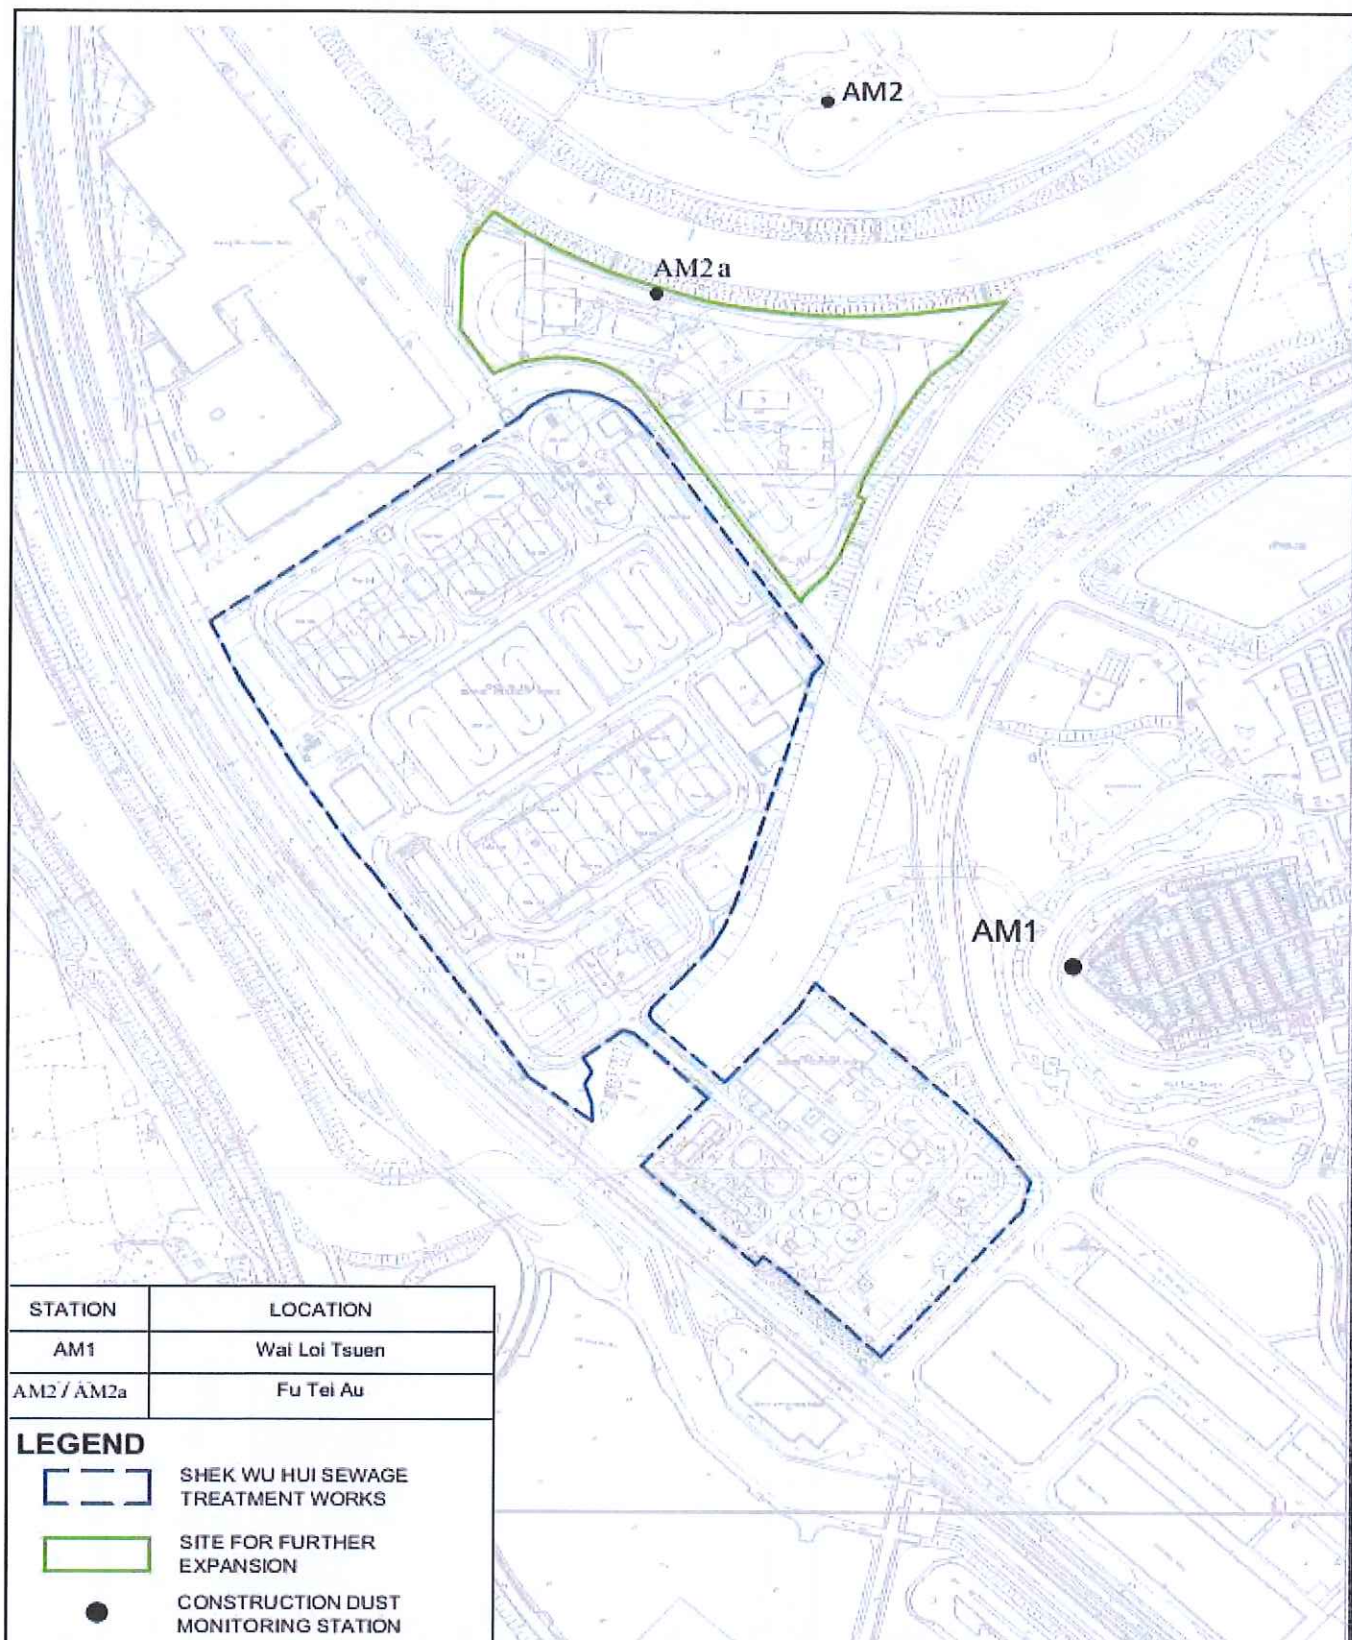 AM2
AM2a
AM1
STATION LOCATION
AM1 Wai Loi Tsuen
AM2 / AM2a Fu Tei Au
LEGEND
SHEK WU HUI SEWAGE
TREATMENT WORKS
SITE FOR FURTHER
EXPANSION
CONSTRUCTION DUST
MONITORING STATION